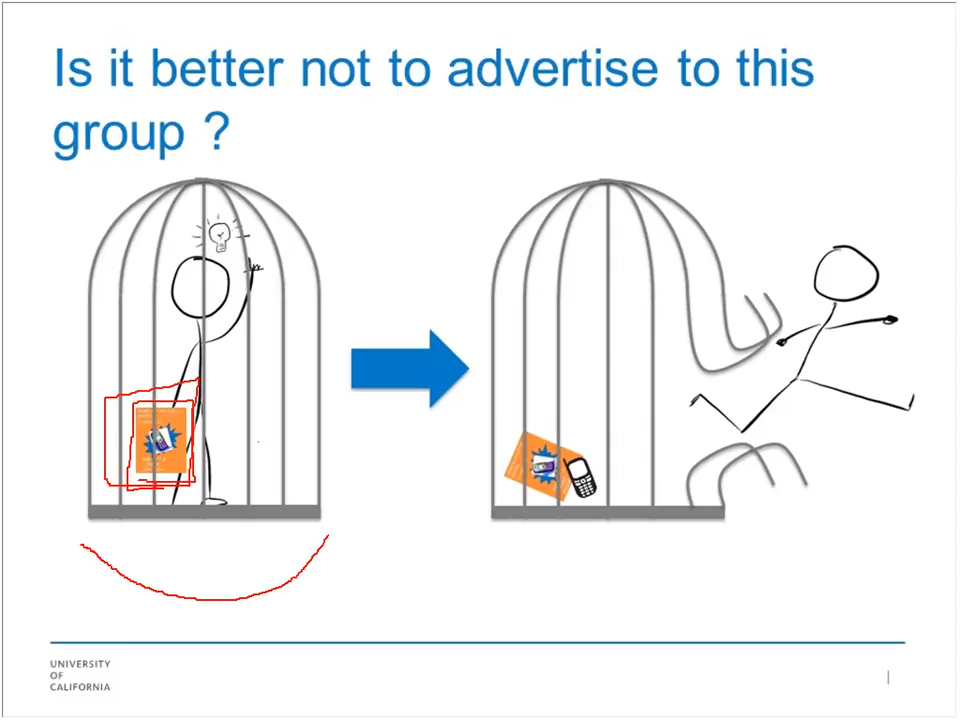 Is it better not to advertise to this
group ?
UNIVERSITY
OF
CALIFORNIA